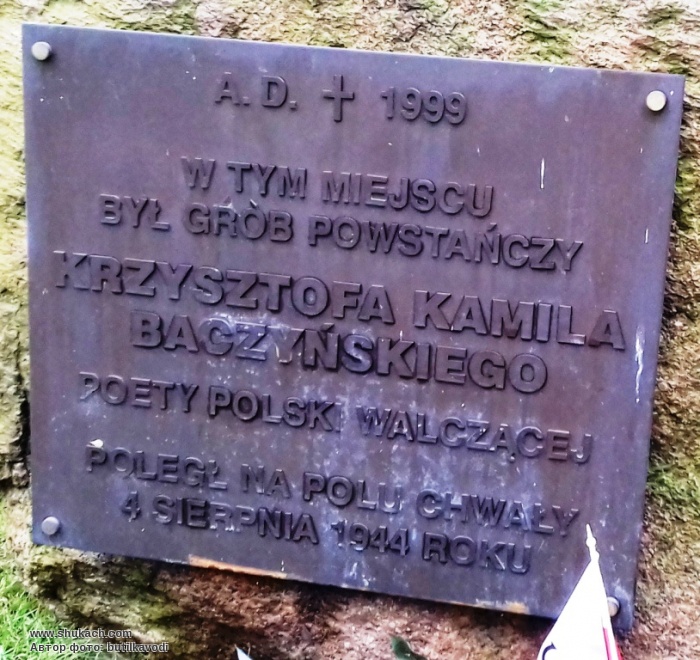 A. D. ✝ 1999
W TYM MIEJSCU
BYŁ GRÓB POWSTAŃCZY
KRZYSZTOFA KAMILA
BACZYŃSKIEGO
POETY POLSKI WALCZĄCEJ
POLEGŁ NA POLU CHWAŁY
4 SIERPNIA 1944 ROKU
www.shukach.com
Автор фото: butiikavodi